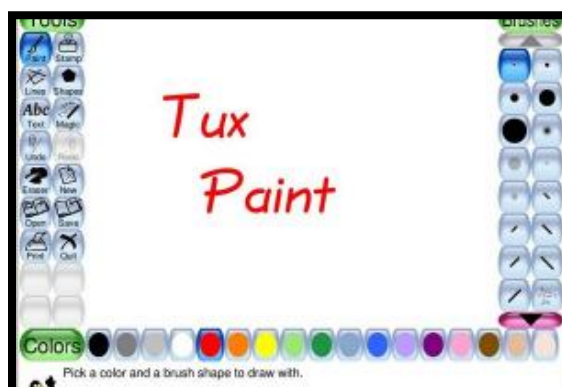 Tools
Brushes
Paint Stamp
Lines Shapes
Abc
Text Magic
Undo Redo
Tux
Paint
Eraser New
Open Save
Print Quit
Colors
Pick a color and a brush shape to draw with.